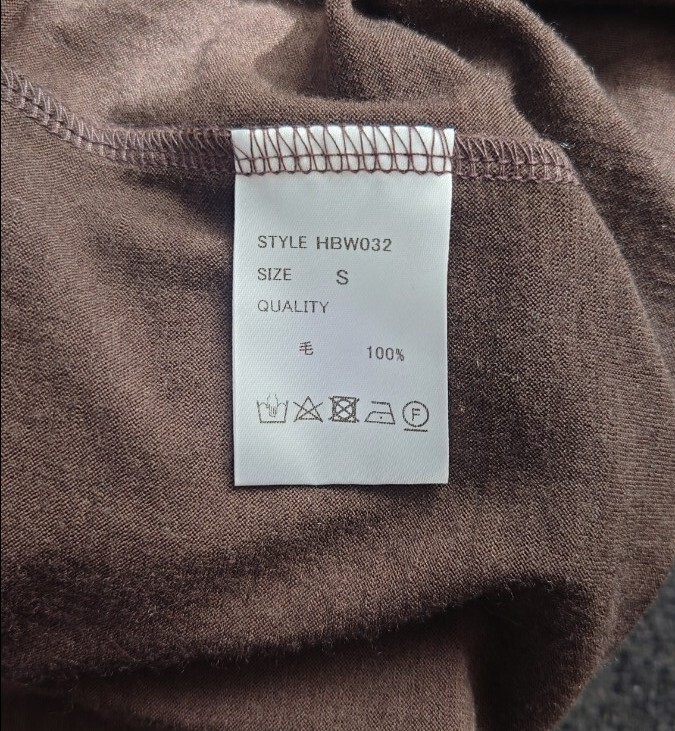 STYLE HBW032
SIZE S
QUALITY
毛 100%
F